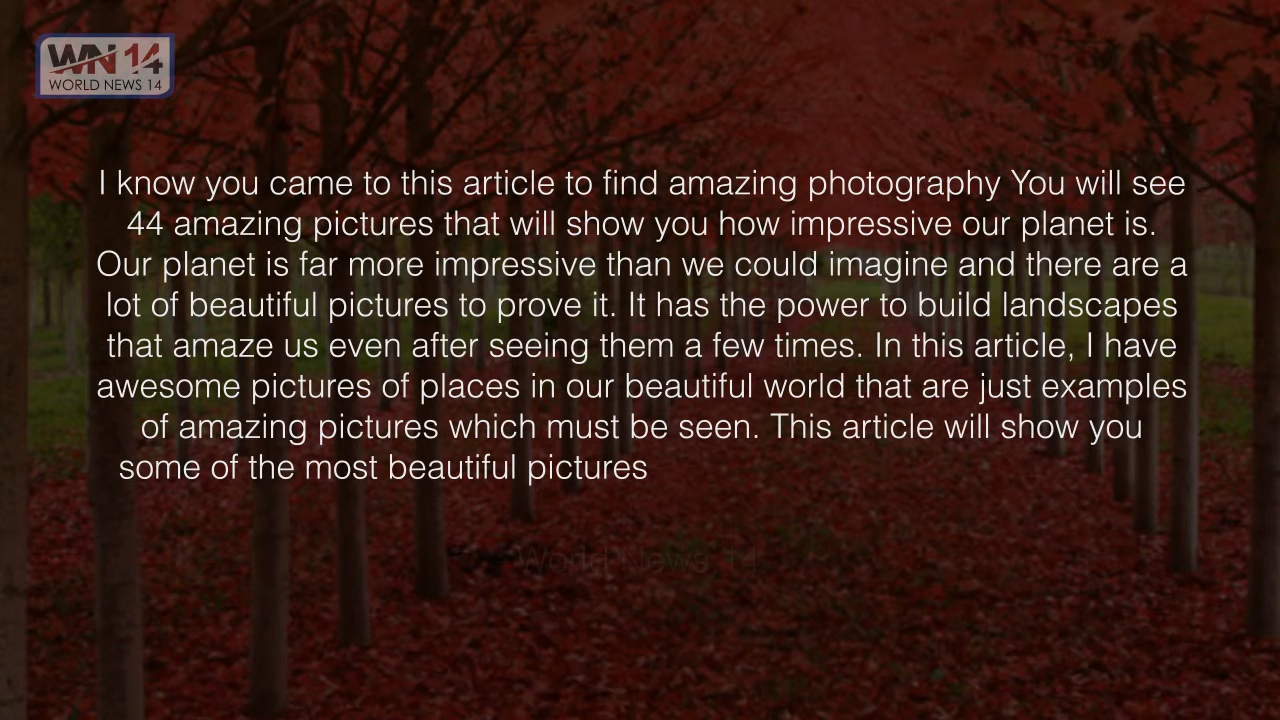 WN 14
WORLD NEWS 14
I know you came to this article to find amazing photography You will see
44 amazing pictures that will show you how impressive our planet is.
Our planet is far more impressive than we could imagine and there are a
lot of beautiful pictures to prove it. It has the power to build landscapes
that amaze us even after seeing them a few times. In this article, I have
awesome pictures of places in our beautiful world that are just examples
of amazing pictures which must be seen. This article will show you
some of the most beautiful pictures
World News 14